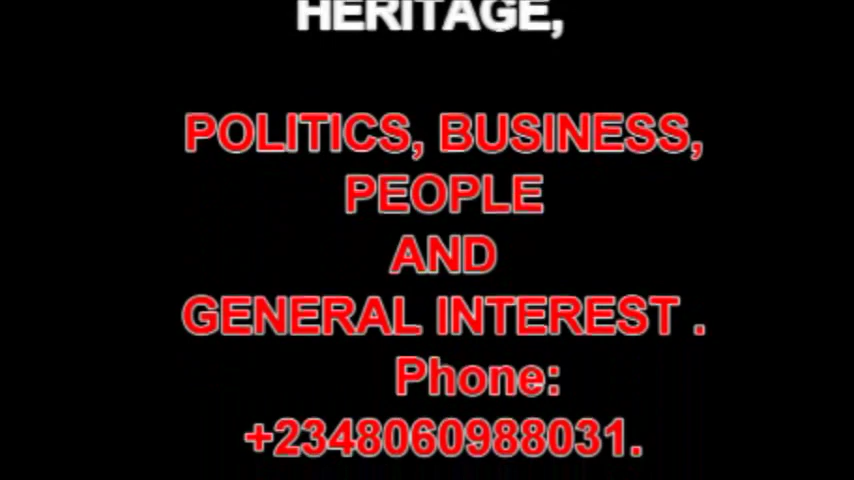 HERITAGE,
POLITICS, BUSINESS,
PEOPLE
AND
GENERAL INTEREST .
Phone:
+2348060988031.